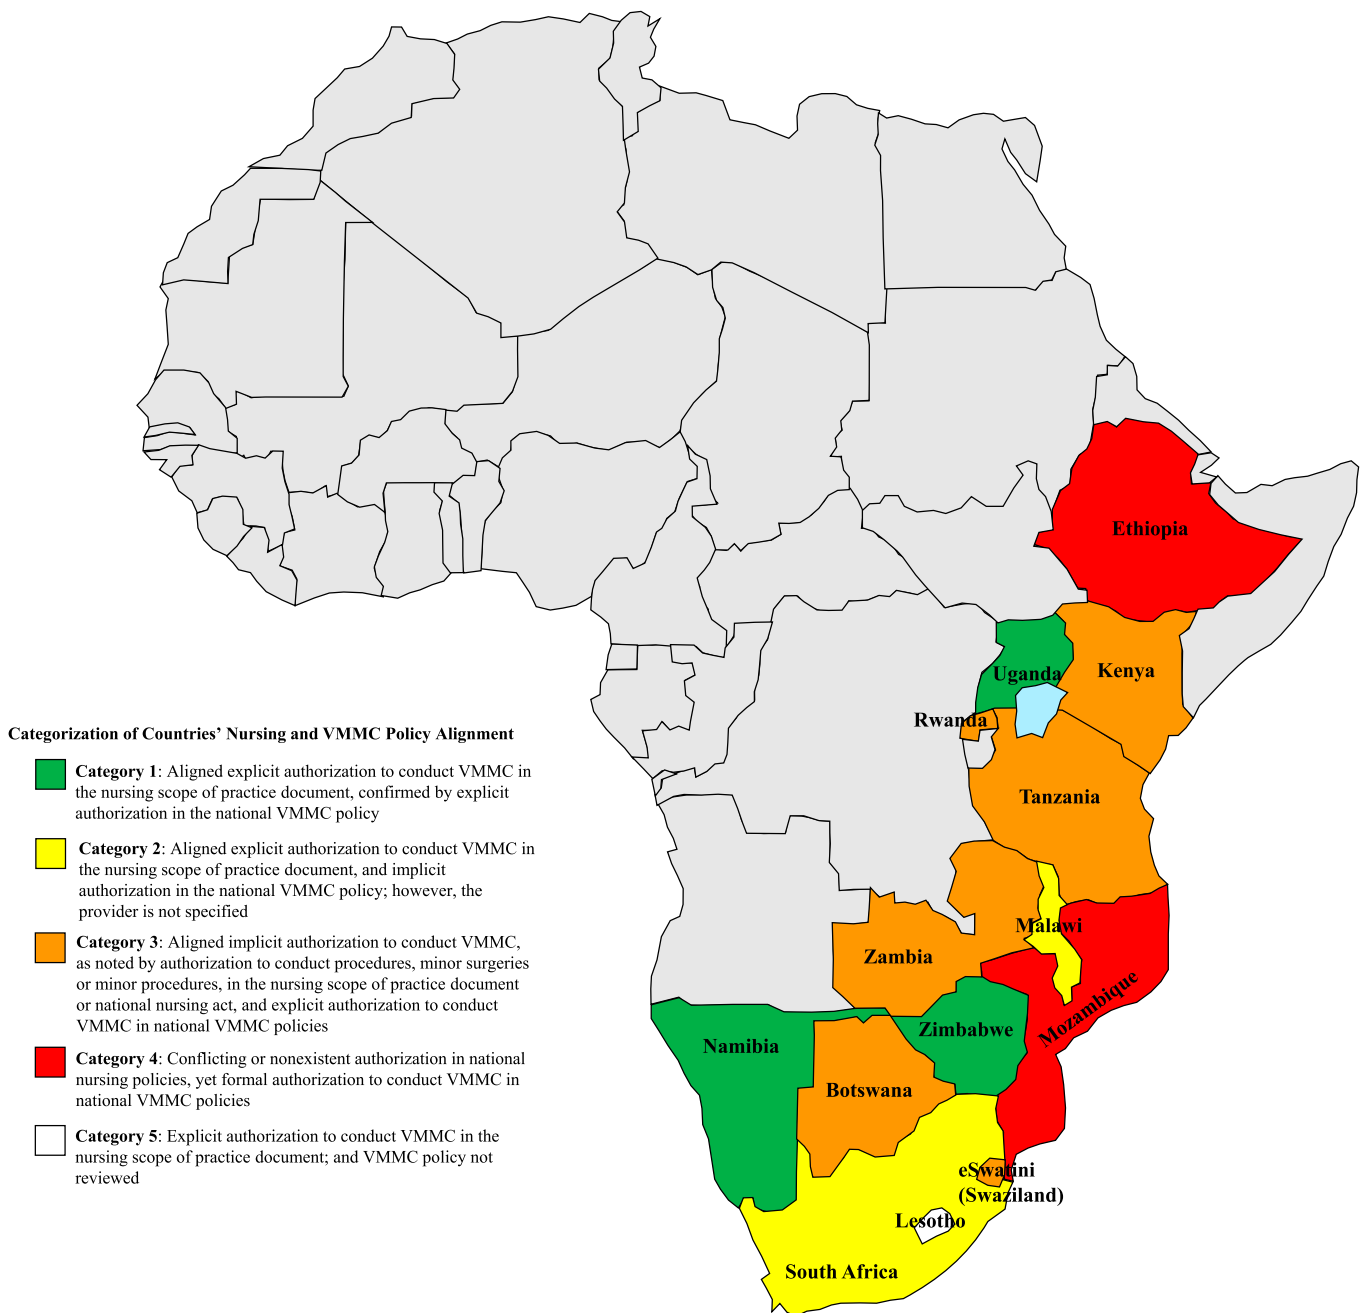 Ethiopia
Uganda
Kenya
Rwanda
Categorization of Countries' Nursing and VMMC Policy Alignment
Category 1: Aligned explicit authorization to conduct VMMC in
the nursing scope of practice document, confirmed by explicit
authorization in the national VMMC policy
Category 2: Aligned explicit authorization to conduct VMMC in
the nursing scope of practice document, and implicit
authorization in the national VMMC policy; however, the
provider is not specified
Category 3: Aligned implicit authorization to conduct VMMC,
as noted by authorization to conduct procedures, minor surgeries
or minor procedures, in the nursing scope of practice document
or national nursing act, and explicit authorization to conduct
VMMC in national VMMC policies
Category 4: Conflicting or nonexistent authorization in national
nursing policies, yet formal authorization to conduct VMMC in
national VMMC policies
Category 5: Explicit authorization to conduct VMMC in the
nursing scope of practice document; and VMMC policy not
reviewed
Tanzania
Malawi
Zambia
Mozambique
Zimbabwe
Namibia
Botswana
eSwatini
(Swaziland)
Lesotho
South Africa